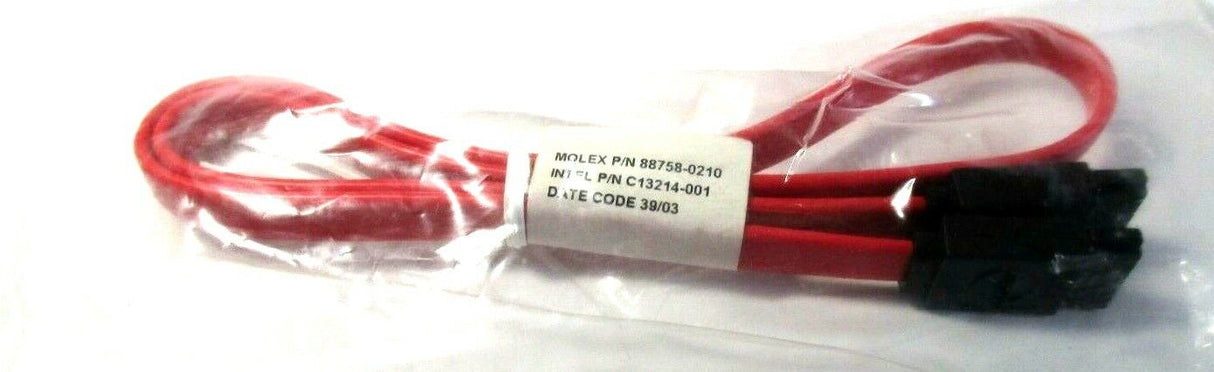 MOLEX P/N 88758-0210
INTEL P/N C13214-001
DATE CODE 39/03